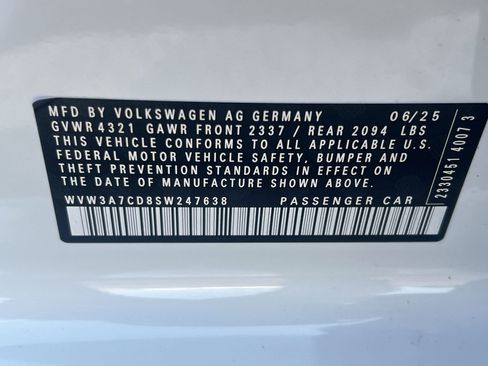 MFD BY VOLKSWAGEN AG GERMANY 06/25
GVWR 4321 GAWR FRONT 2337 / REAR 2094 LBS
THIS VEHICLE CONFORMS TO ALL APPLICABLE U.S.
FEDERAL MOTOR VEHICLE SAFETY, BUMPER AND
THEFT PREVENTION STANDARDS IN EFFECT ON THE
DATE OF MANUFACTURE SHOWN ABOVE
WVW3A7CD8SW247638 PASSENGER CAR
2330451 4007 3